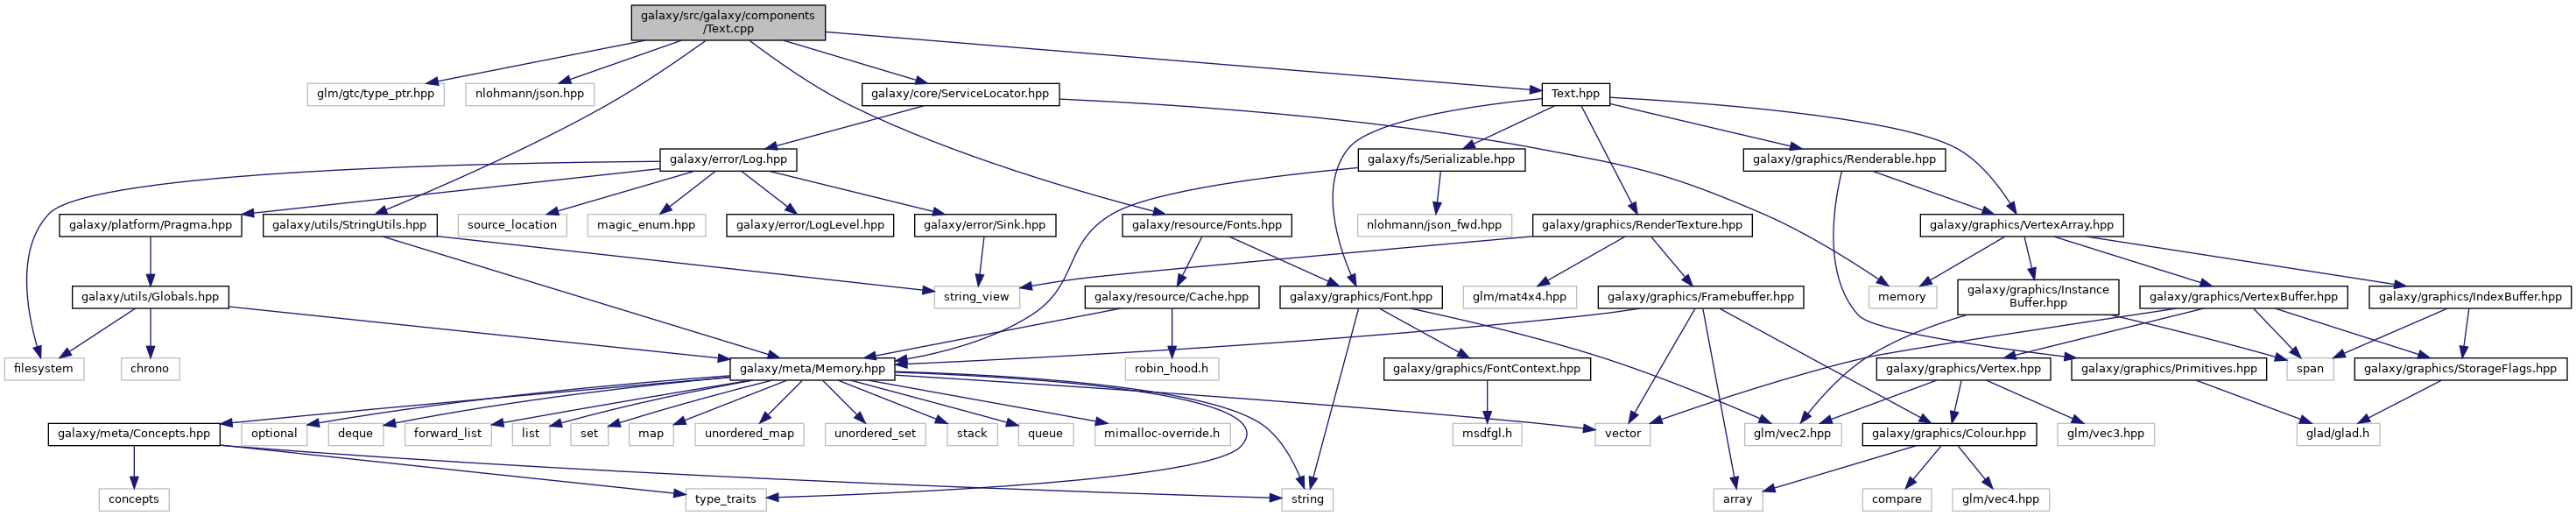 galaxy/src/galaxy/components
/Text.cpp
glm/gtc/type_ptr.hpp
nlohmann/json.hpp
galaxy/core/ServiceLocator.hpp
Text.hpp
galaxy/error/Log.hpp
galaxy/fs/Serializable.hpp
galaxy/graphics/Renderable.hpp
galaxy/platform/Pragma.hpp
galaxy/utils/StringUtils.hpp
source_location
magic_enum.hpp
galaxy/error/LogLevel.hpp
galaxy/error/Sink.hpp
galaxy/resource/Fonts.hpp
nlohmann/json_fwd.hpp
galaxy/graphics/RenderTexture.hpp
galaxy/graphics/VertexArray.hpp
galaxy/utils/Globals.hpp
string_view
galaxy/resource/Cache.hpp
galaxy/graphics/Font.hpp
glm/mat4x4.hpp
galaxy/graphics/Framebuffer.hpp
memory
galaxy/graphics/Instance
Buffer.hpp
galaxy/graphics/VertexBuffer.hpp
galaxy/graphics/IndexBuffer.hpp
filesystem
chrono
galaxy/meta/Memory.hpp
robin_hood.h
galaxy/graphics/FontContext.hpp
galaxy/graphics/Vertex.hpp
galaxy/graphics/Primitives.hpp
span
galaxy/graphics/StorageFlags.hpp
galaxy/meta/Concepts.hpp
optional
deque
forward_list
list
set
map
unordered_map
unordered_set
stack
queue
mimalloc-override.h
msdfgl.h
vector
glm/vec2.hpp
galaxy/graphics/Colour.hpp
glm/vec3.hpp
glad/glad.h
concepts
type_traits
string
array
compare
glm/vec4.hpp